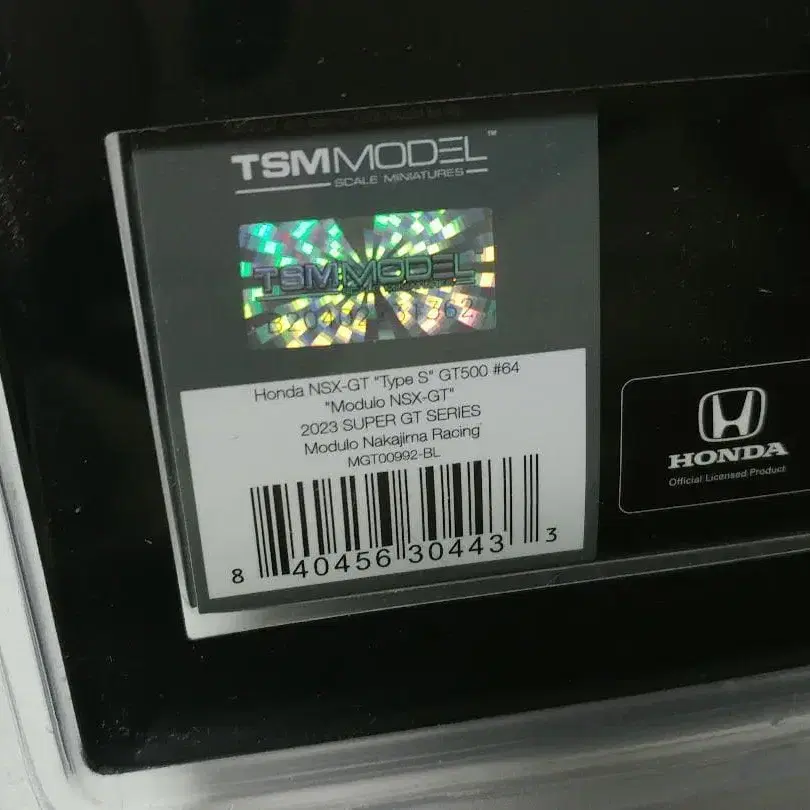 TSMMODEL™
SCALE MINIATURES
TSMMODEL
Honda NSX-GT "Type S" GT500 #64
"Modulo NSX-GT"
2023 SUPER GT SERIES
Modulo Nakajima Racing
MGT00992-BL
8 40456 30443 3
HONDA
Official Licensed Product